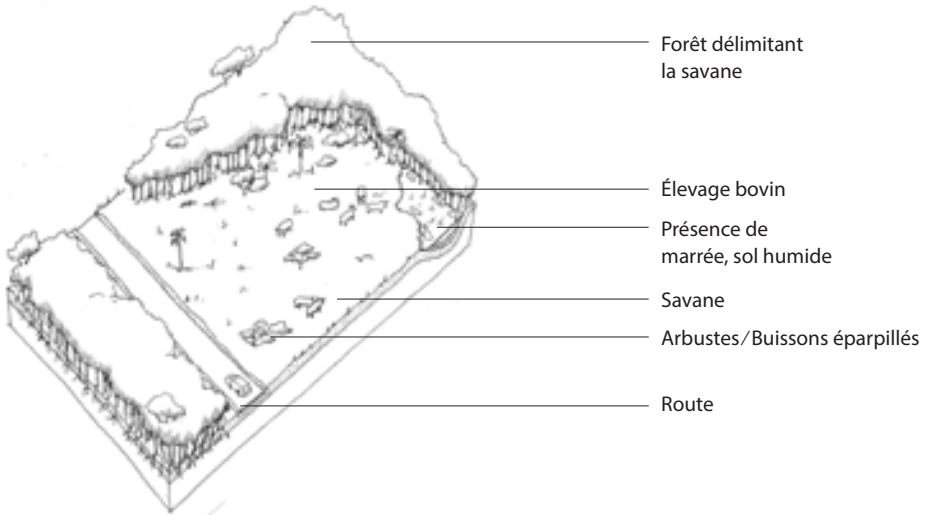 Forêt délimitant
la savane
Élevage bovin
Présence de
marrée, sol humide
Savane
Arbustes/Buissons éparpillés
Route